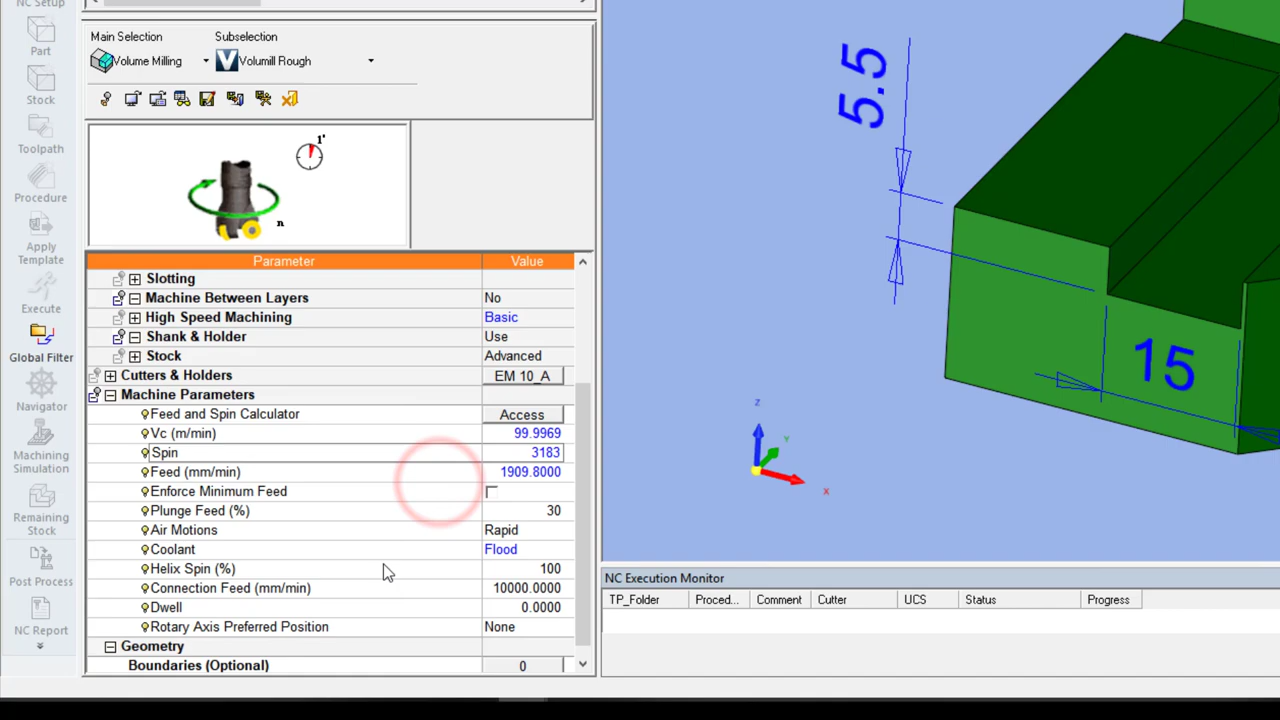 NC Setup
Part
Stock
Toolpath
Procedure
Apply
Template
Execute
Global Filter
Navigator
Machining
Simulation
Remaining
Stock
Post Process
NC Report
Main Selection
Subselection
Volume Milling
Volumill Rough
1'
n
Parameter Value
Slotting
Machine Between Layers No
High Speed Machining Basic
Shank & Holder Use
Stock Advanced
Cutters & Holders EM 10_A
Machine Parameters
Feed and Spin Calculator Access
Vc (m/min) 99.9969
Spin 3183
Feed (mm/min) 1909.8000
Enforce Minimum Feed
Plunge Feed (%) 30
Air Motions Rapid
Coolant Flood
Helix Spin (%) 100
Connection Feed (mm/min) 10000.0000
Dwell 0.0000
Rotary Axis Preferred Position None
Geometry
Boundaries (Optional) 0
5.5
15
Z
Y
X
NC Execution Monitor
TP_Folder Proced... Comment Cutter UCS Status Progress